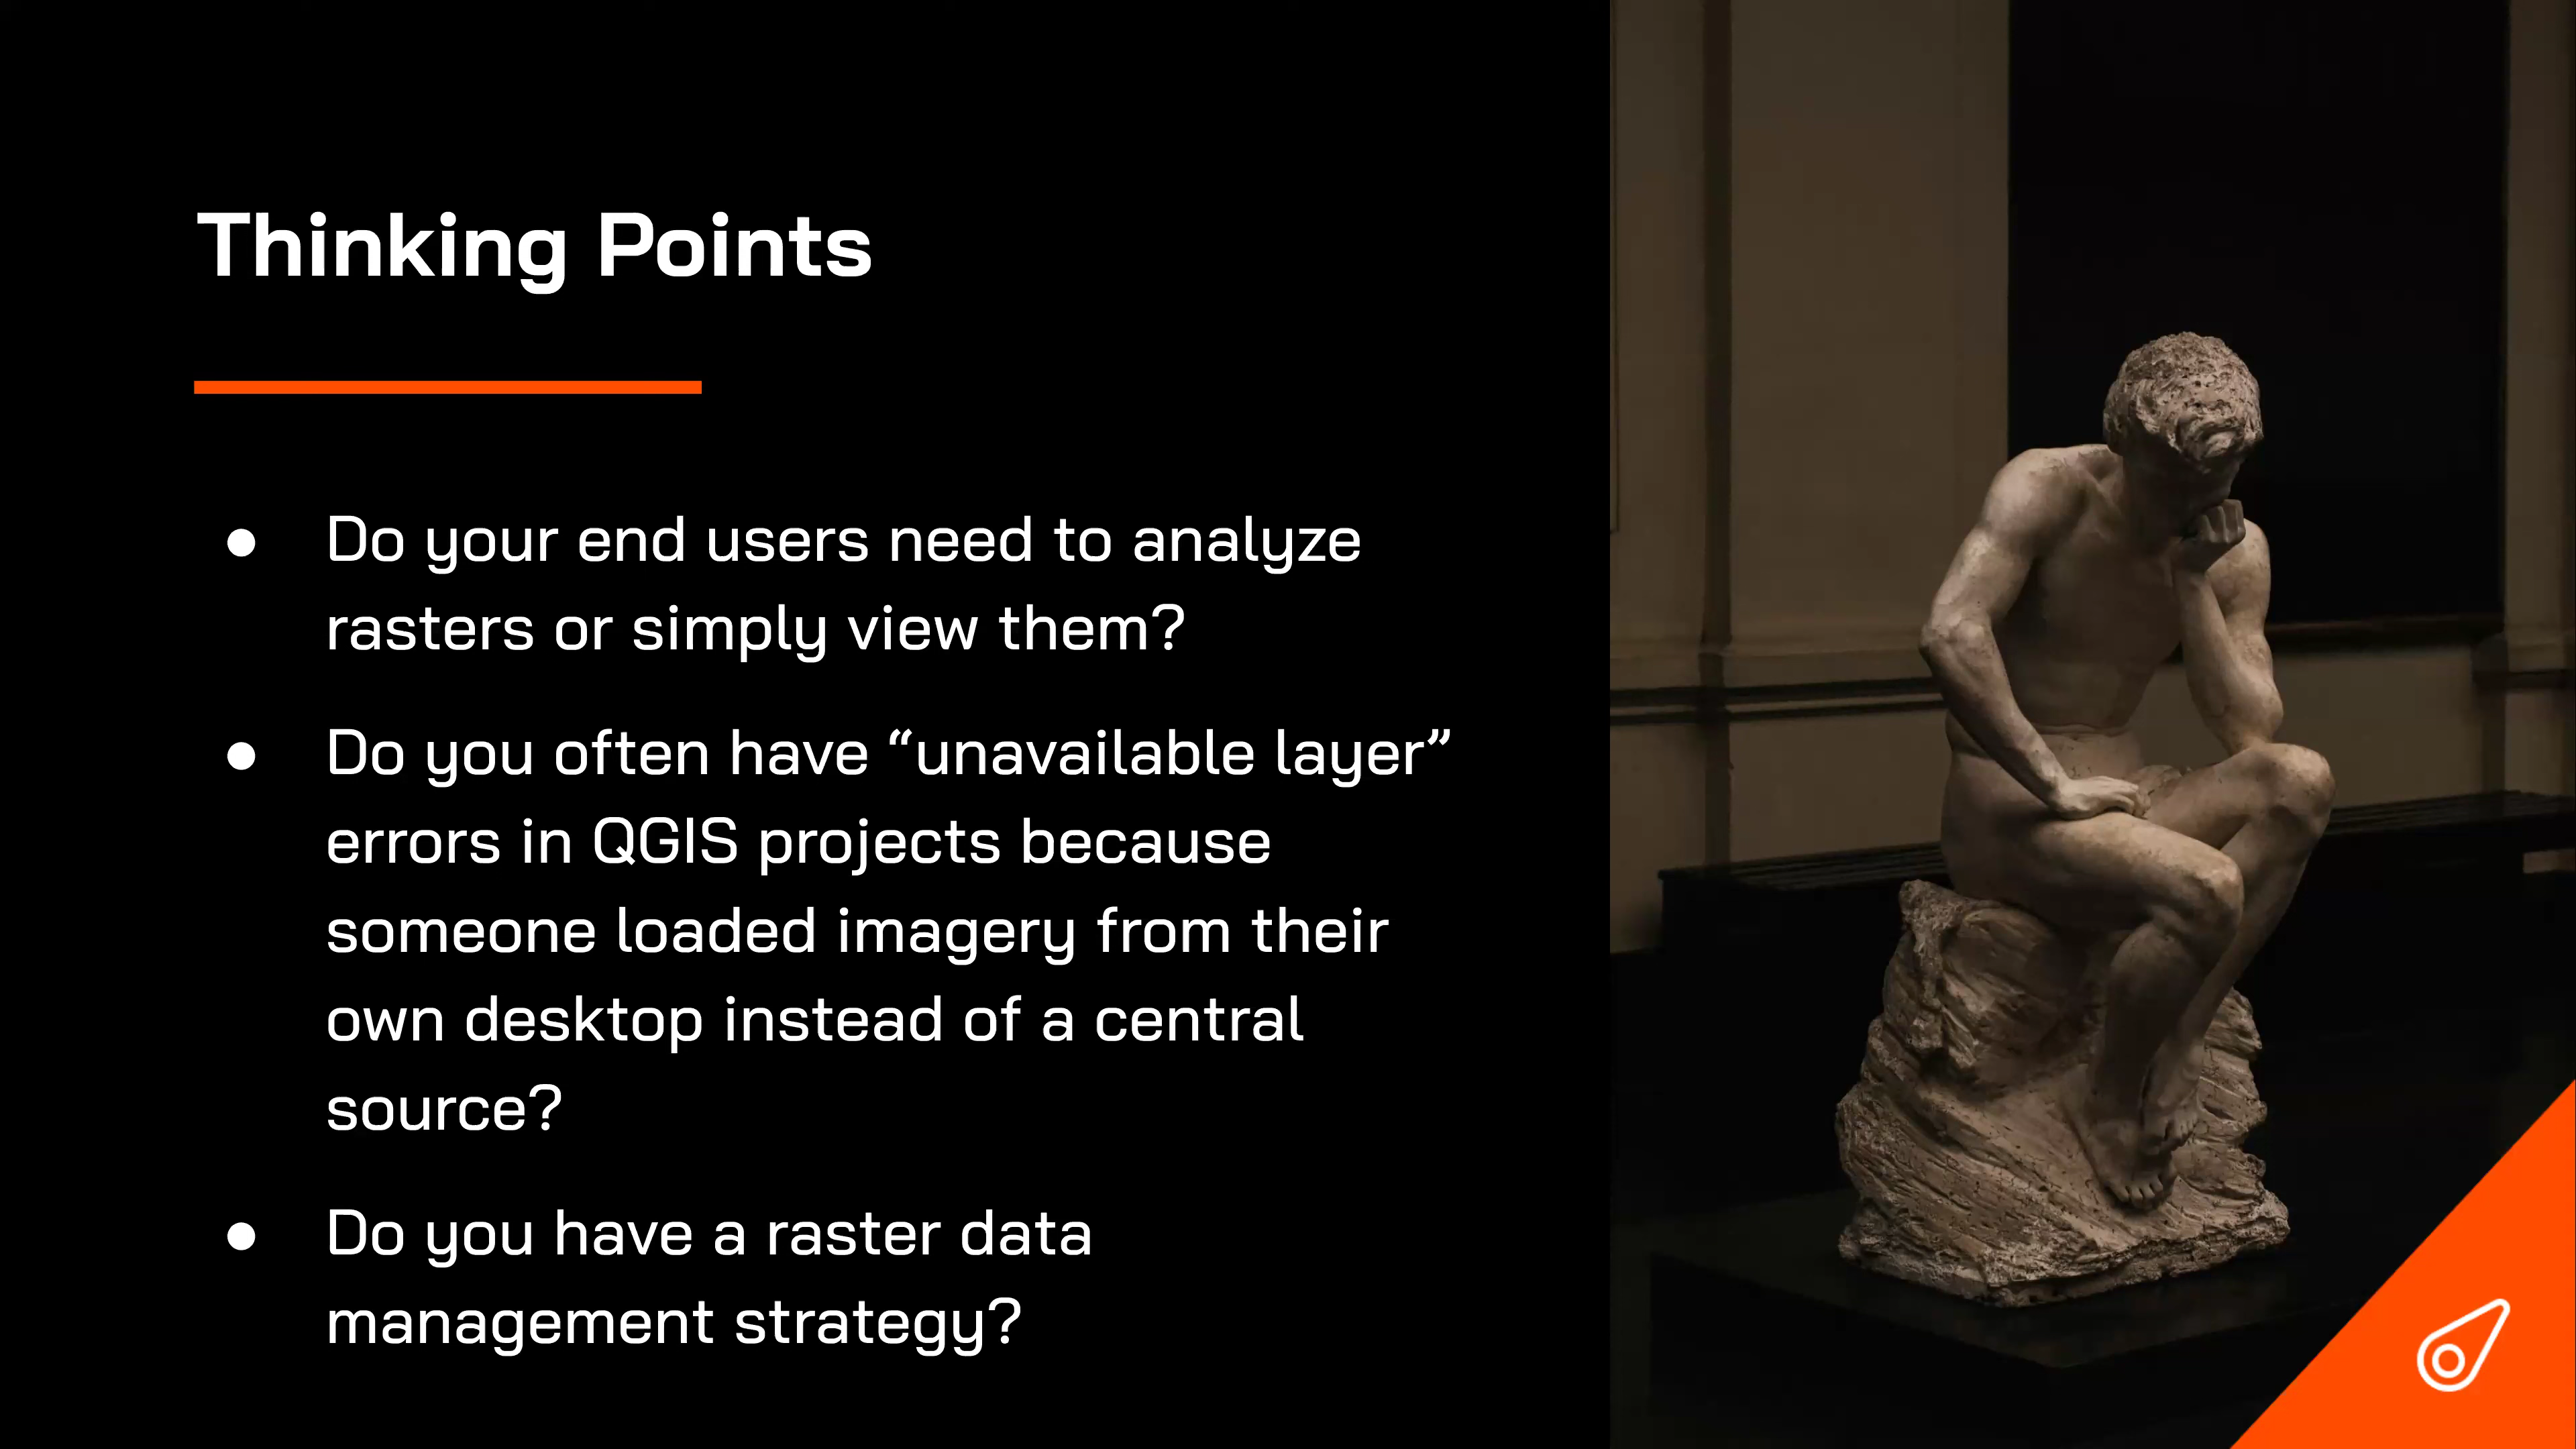 Thinking Points
● Do your end users need to analyze
rasters or simply view them?
● Do you often have “unavailable layer”
errors in QGIS projects because
someone loaded imagery from their
own desktop instead of a central
source?
● Do you have a raster data
management strategy?